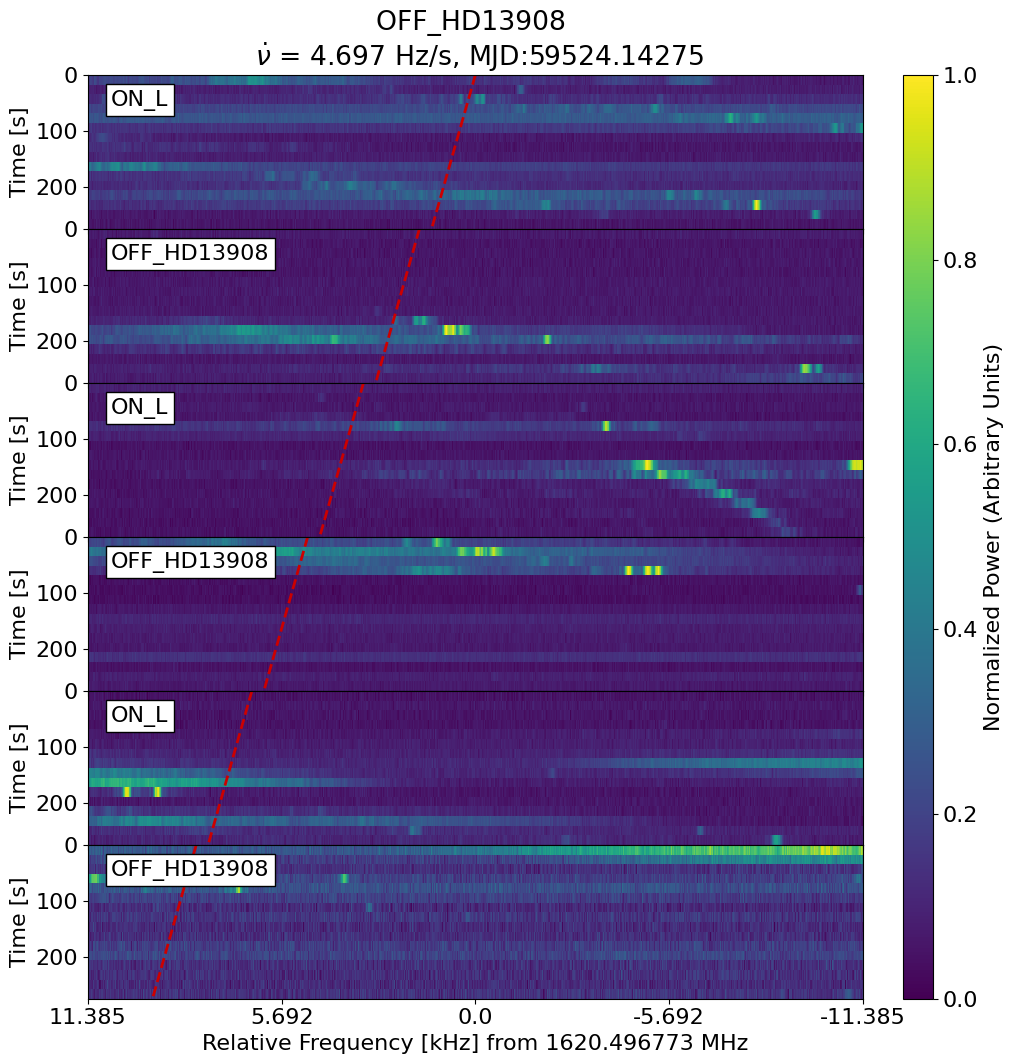 OFF_HD13908
ν̇ = 4.697 Hz/s, MJD:59524.14275
0
ON_L
100
200
Time [s]
0
OFF_HD13908
100
200
Time [s]
0
ON_L
100
200
Time [s]
0
OFF_HD13908
100
200
Time [s]
0
ON_L
100
200
Time [s]
0
OFF_HD13908
100
200
Time [s]
11.385 5.692 0.0 -5.692 -11.385
Relative Frequency [kHz] from 1620.496773 MHz
1.0
0.8
0.6
0.4
0.2
0.0
Normalized Power (Arbitrary Units)